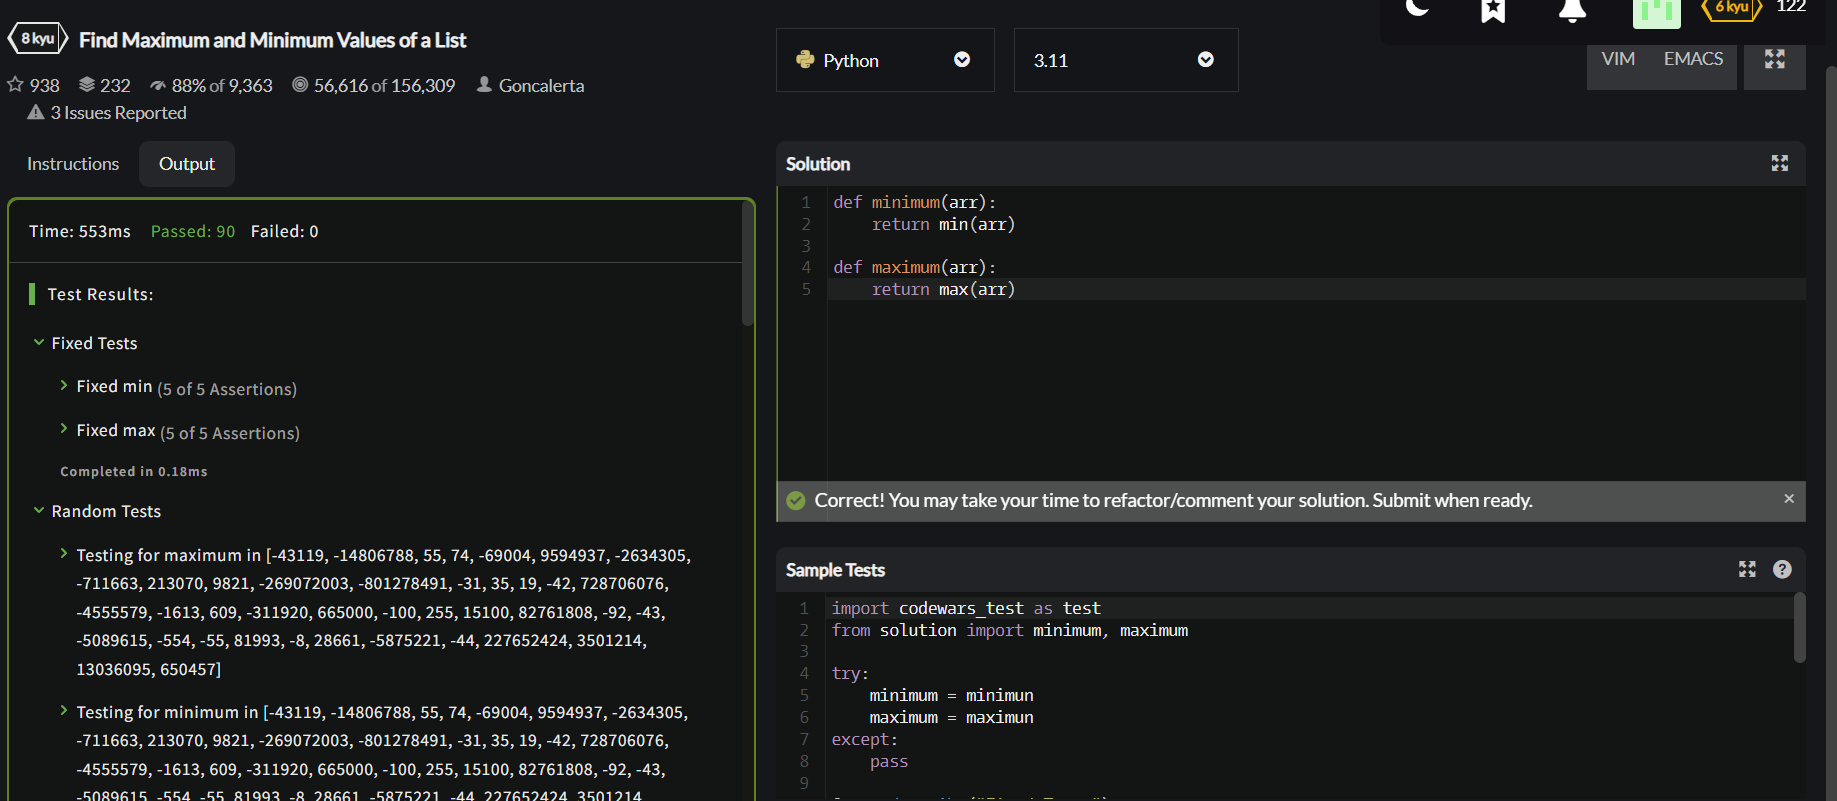 8 kyu Find Maximum and Minimum Values of a List
938 232 88% of 9,363 56,616 of 156,309 Goncalerta
3 Issues Reported
Instructions Output
Time: 553ms Passed: 90 Failed: 0
Test Results:
Fixed Tests
Fixed min (5 of 5 Assertions)
Fixed max (5 of 5 Assertions)
Completed in 0.18ms
Random Tests
Testing for maximum in [-43119, -14806788, 55, 74, -69004, 9594937, -2634305,
-711663, 213070, 9821, -269072003, -801278491, -31, 35, 19, -42, 728706076,
-4555579, -1613, 609, -311920, 665000, -100, 255, 15100, 82761808, -92, -43,
-5089615, -554, -55, 81993, -8, 28661, -5875221, -44, 227652424, 3501214,
13036095, 650457]
Testing for minimum in [-43119, -14806788, 55, 74, -69004, 9594937, -2634305,
-711663, 213070, 9821, -269072003, -801278491, -31, 35, 19, -42, 728706076,
-4555579, -1613, 609, -311920, 665000, -100, 255, 15100, 82761808, -92, -43,
-5089615, -554, -55, 81993, -8, 28661, -5875221, -44, 227652424, 3501214,
6 kyu 122
Python 3.11 VIM EMACS
Solution
1 def minimum(arr):
2 return min(arr)
3
4 def maximum(arr):
5 return max(arr)
Correct! You may take your time to refactor/comment your solution. Submit when ready. ×
Sample Tests ?
1 import codewars_test as test
2 from solution import minimum, maximum
3
4 try:
5 minimum = minimun
6 maximum = maximun
7 except:
8 pass
9